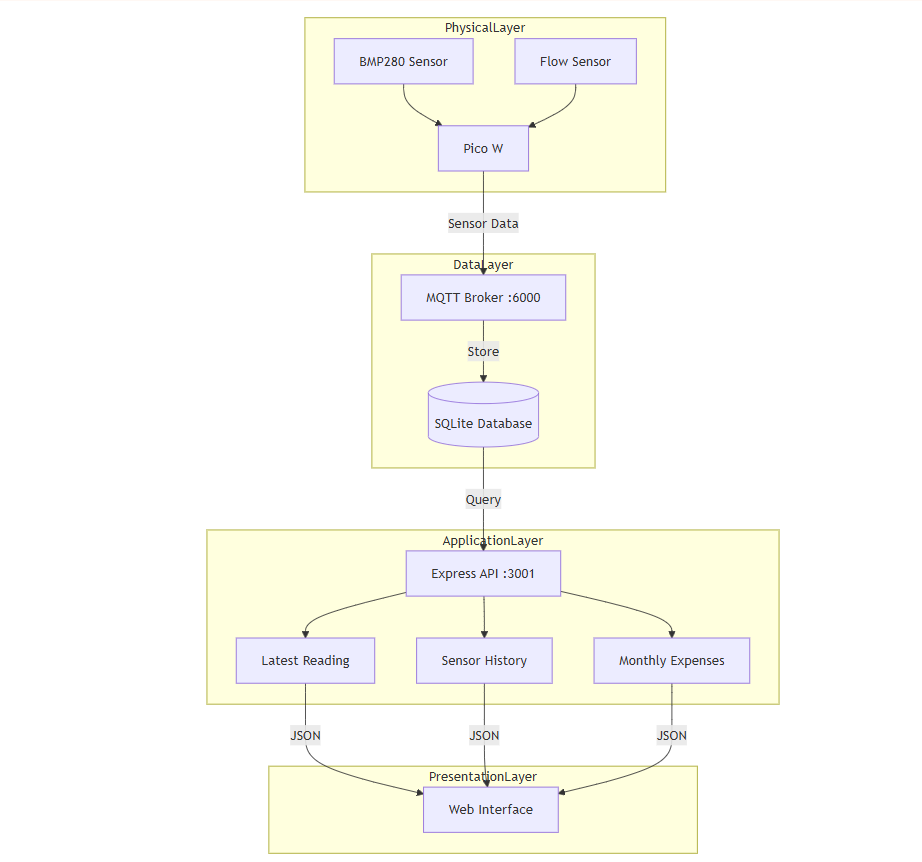 PhysicalLayer
BMP280 Sensor
Flow Sensor
Pico W
Sensor Data
DataLayer
MQTT Broker :6000
Store
SQLite Database
Query
ApplicationLayer
Express API :3001
Latest Reading
Sensor History
Monthly Expenses
JSON
JSON
JSON
PresentationLayer
Web Interface